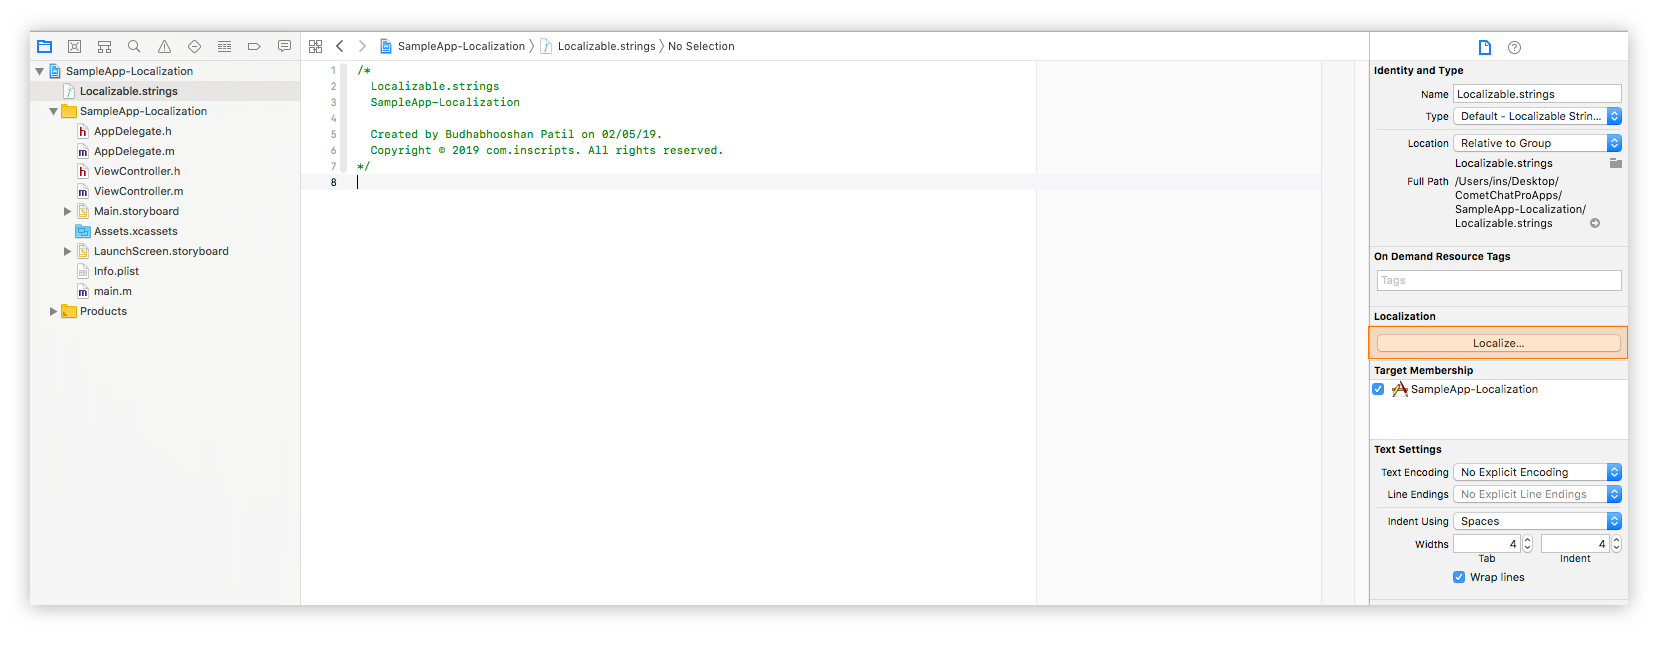 SampleApp-Localization
Localizable.strings
SampleApp-Localization
h AppDelegate.h
m AppDelegate.m
h ViewController.h
m ViewController.m
Main.storyboard
Assets.xcassets
LaunchScreen.storyboard
Info.plist
m main.m
Products
SampleApp-Localization 〉 Localizable.strings 〉 No Selection
1 /*
2 Localizable.strings
3 SampleApp-Localization
4
5 Created by Budhabhooshan Patil on 02/05/19.
6 Copyright © 2019 com.inscripts. All rights reserved.
7 */
8
Identity and Type
Name Localizable.strings
Type Default - Localizable Strin...
Location Relative to Group
Localizable.strings
Full Path /Users/ins/Desktop/
CometChatProApps/
SampleApp-Localization/
Localizable.strings
On Demand Resource Tags
Tags
Localization
Localize...
Target Membership
SampleApp-Localization
Text Settings
Text Encoding No Explicit Encoding
Line Endings No Explicit Line Endings
Indent Using Spaces
Widths 4 4
Tab Indent
Wrap lines